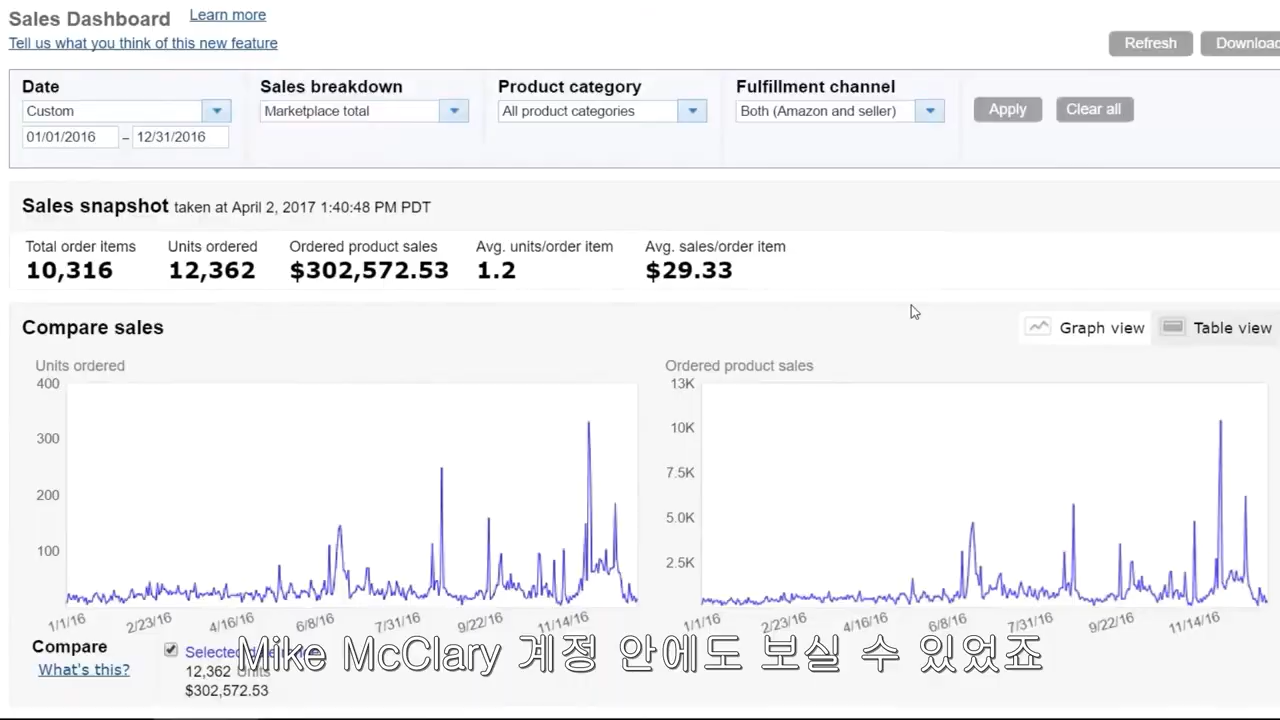 Sales Dashboard Learn more
Tell us what you think of this new feature
Refresh Download
Date Sales breakdown Product category Fulfillment channel
Custom Marketplace total All product categories Both (Amazon and seller) Apply Clear all
01/01/2016 – 12/31/2016
Sales snapshot taken at April 2, 2017 1:40:48 PM PDT
Total order items Units ordered Ordered product sales Avg. units/order item Avg. sales/order item
10,316 12,362 $302,572.53 1.2 $29.33
Compare sales
Graph view Table view
Units ordered Ordered product sales
400 13K
300 10K
200 7.5K
100 5.0K
2.5K
1/1/16 2/23/16 4/16/16 6/8/16 7/31/16 9/22/16 11/14/16
1/1/16 2/23/16 4/16/16 6/8/16 7/31/16 9/22/16 11/14/16
Compare
What's this?
Selected
Mike McClary 계정 안에도 보실 수 있었죠
12,362 Units
$302,572.53